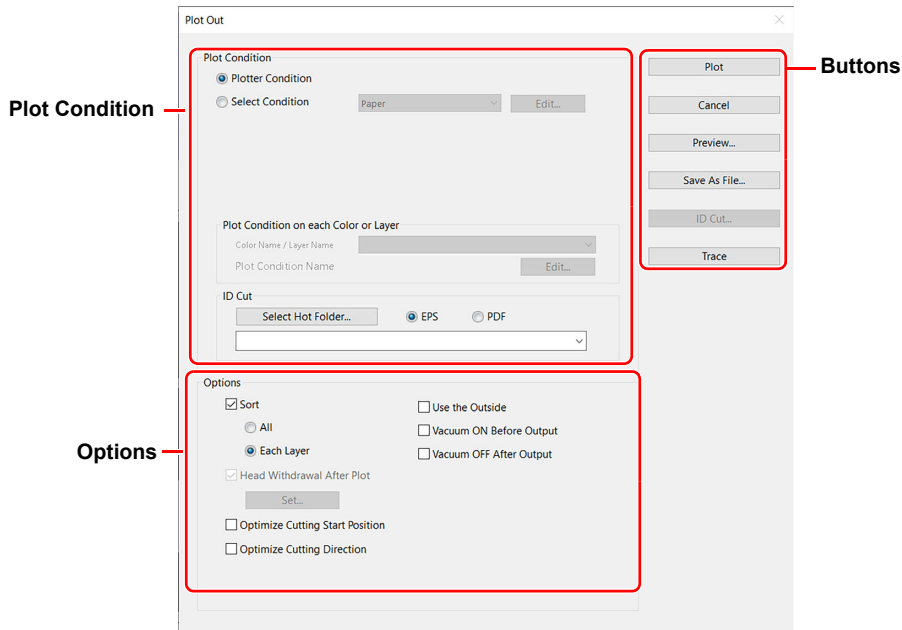 Plot Out
Plot Condition
Plot Condition
Plotter Condition
Select Condition
Paper
Edit...
Plot Condition on each Color or Layer
Color Name / Layer Name
Plot Condition Name
Edit...
ID Cut
Select Hot Folder...
EPS
PDF
Buttons
Plot
Cancel
Preview...
Save As File...
ID Cut...
Trace
Options
Options
Sort
All
Each Layer
Head Withdrawal After Plot
Set...
Optimize Cutting Start Position
Optimize Cutting Direction
Use the Outside
Vacuum ON Before Output
Vacuum OFF After Output